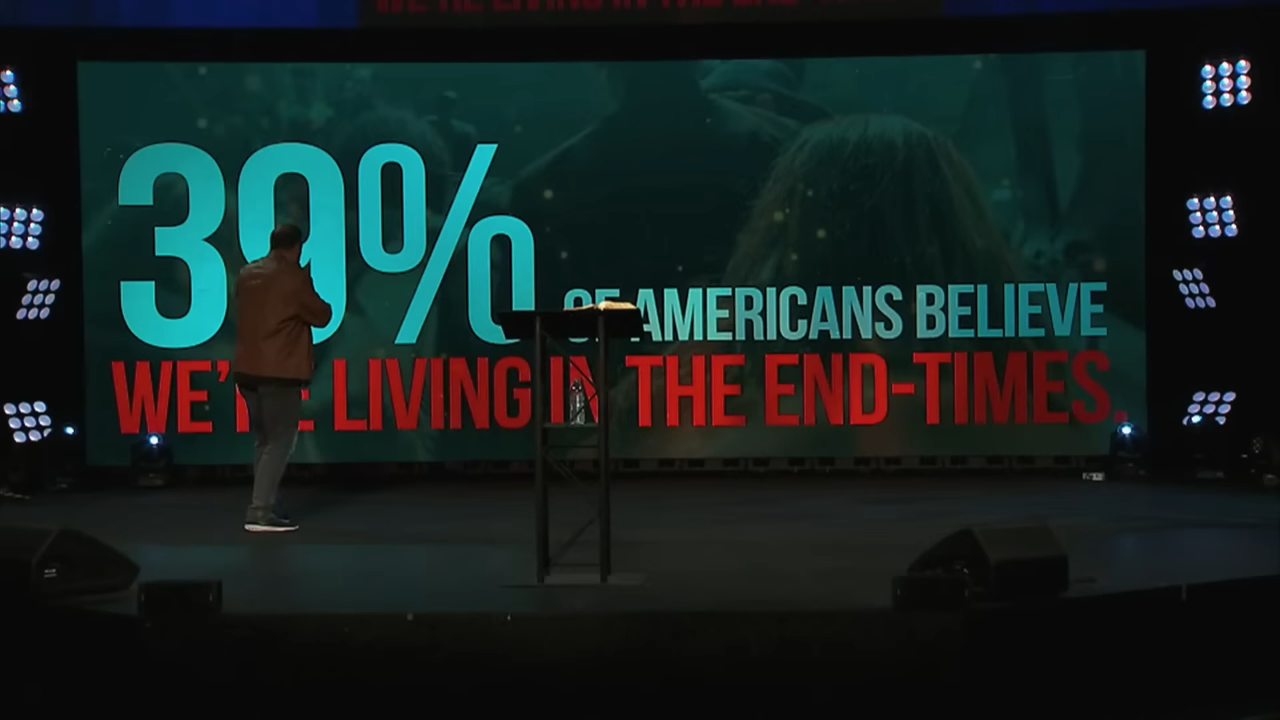 39% OF AMERICANS BELIEVE
WE'RE LIVING IN THE END-TIMES.